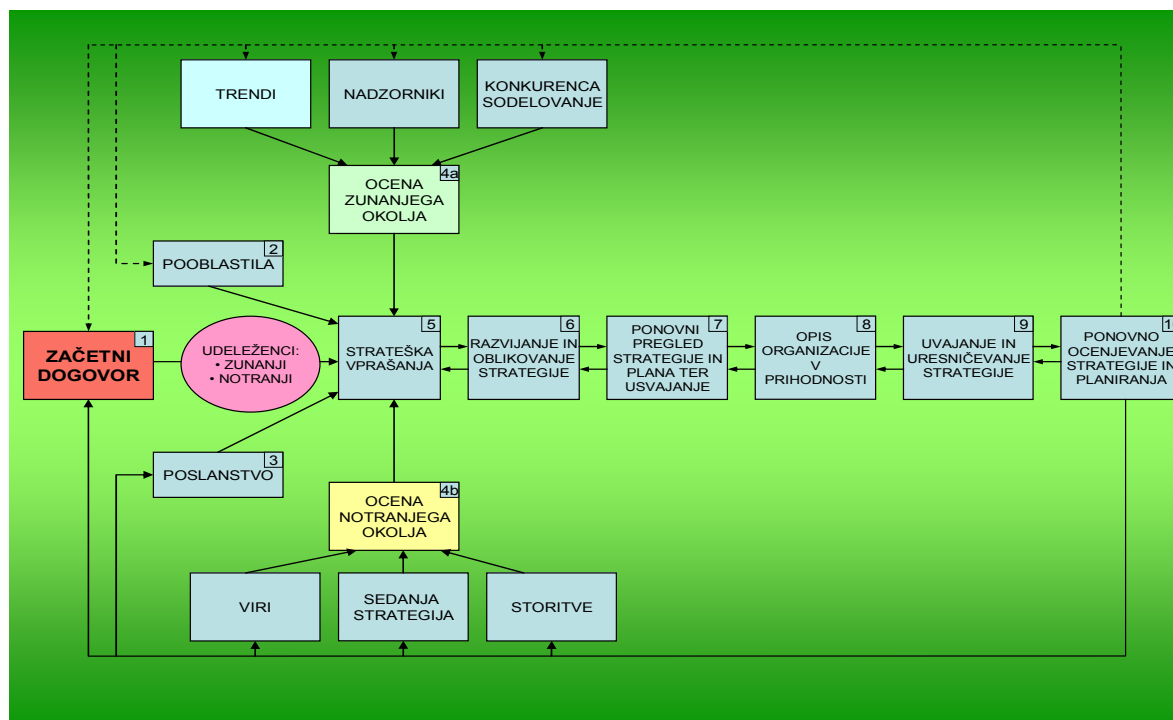 TRENDI
NADZORNIKI
KONKURENCA
SODELOVANJE
4a
OCENA
ZUNANJEGA
OKOLJA
2
POOBLASTILA
1
ZAČETNI
DOGOVOR
UDELEŽENCI:
• ZUNANJI
• NOTRANJI
5
STRATEŠKA
VPRAŠANJA
6
RAZVIJANJE IN
OBLIKOVANJE
STRATEGIJE
7
PONOVNI
PREGLED
STRATEGIJE IN
PLANA TER
USVAJANJE
8
OPIS
ORGANIZACIJE
V
PRIHODNOSTI
9
UVAJANJE IN
URESNIČEVANJE
STRATEGIJE
PONOVNO
OCENJEVANJE
STRATEGIJE IN
PLANIRANJA
3
POSLANSTVO
4b
OCENA
NOTRANJEGA
OKOLJA
VIRI
SEDANJA
STRATEGIJA
STORITVE